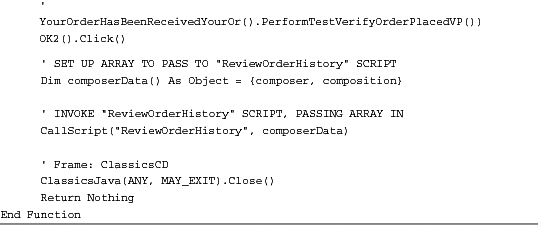 '
YourOrderHasBeenReceivedYourOr().PerformTestVerifyOrderPlacedVP())
OK2().Click()
' SET UP ARRAY TO PASS TO "ReviewOrderHistory" SCRIPT
Dim composerData() As Object = {composer, composition}
' INVOKE "ReviewOrderHistory" SCRIPT, PASSING ARRAY IN
CallScript("ReviewOrderHistory", composerData)
' Frame: ClassicsCD
ClassicsJava(ANY, MAY_EXIT).Close()
Return Nothing
End Function